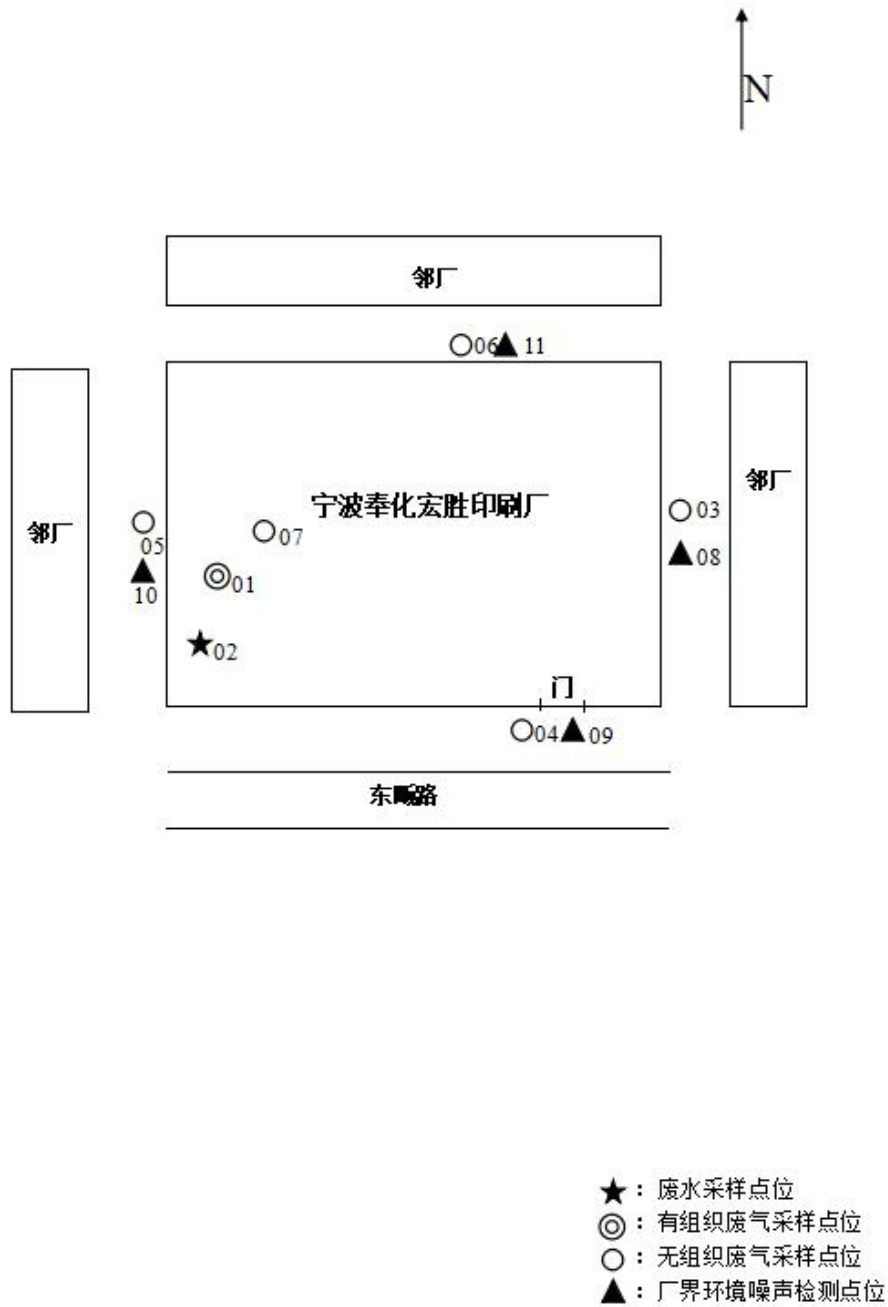 N
邻厂
06 11
宁波奉化宏胜印刷厂
邻厂
邻厂
03
05
07
08
10
01
02
门
04 09
东畈路
：废水采样点位
：有组织废气采样点位
：无组织废气采样点位
：厂界环境噪声检测点位